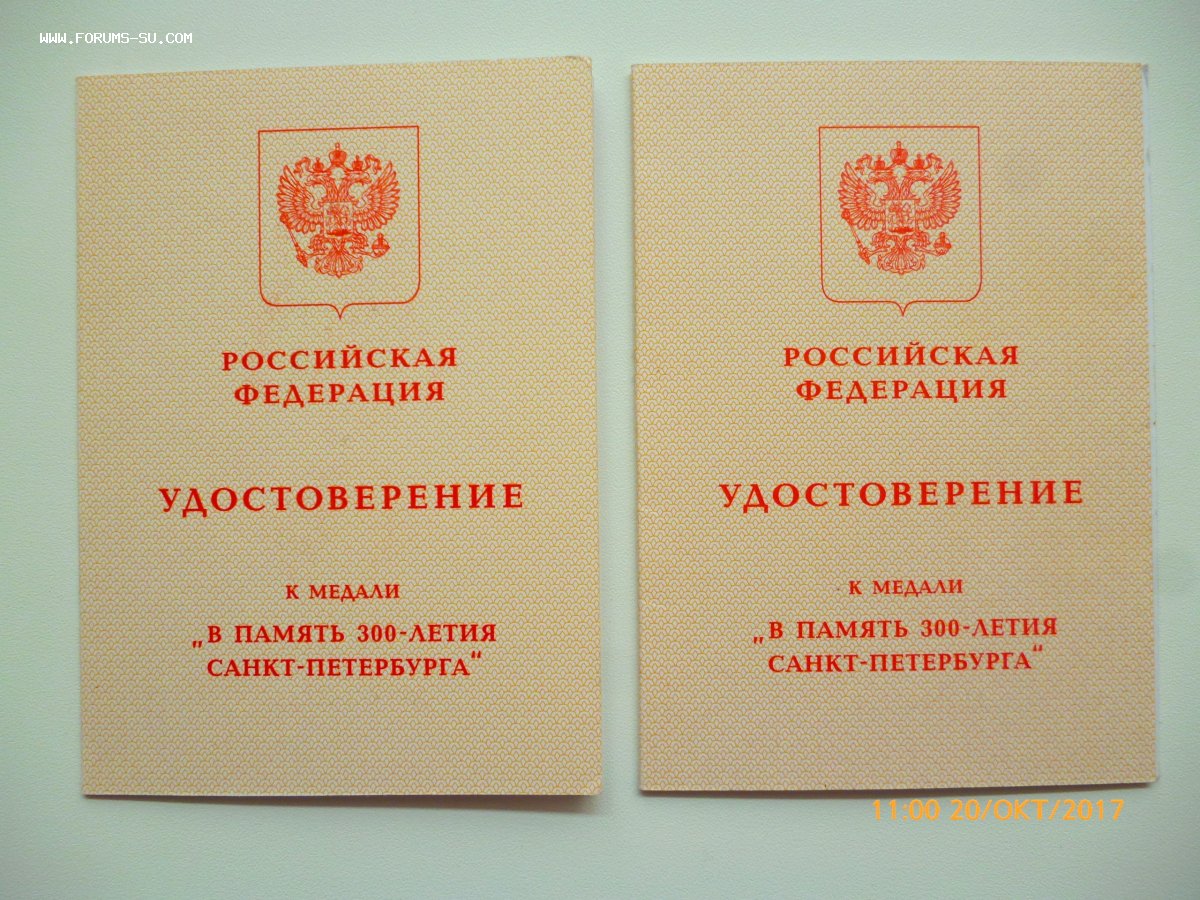 WWW.FORUMS-SU.COM
РОССИЙСКАЯ
ФЕДЕРАЦИЯ
УДОСТОВЕРЕНИЕ
К МЕДАЛИ
„В ПАМЯТЬ 300-ЛЕТИЯ
САНКТ-ПЕТЕРБУРГА“
РОССИЙСКАЯ
ФЕДЕРАЦИЯ
УДОСТОВЕРЕНИЕ
К МЕДАЛИ
„В ПАМЯТЬ 300-ЛЕТИЯ
САНКТ-ПЕТЕРБУРГА“
11:00 20/ОКТ/2017